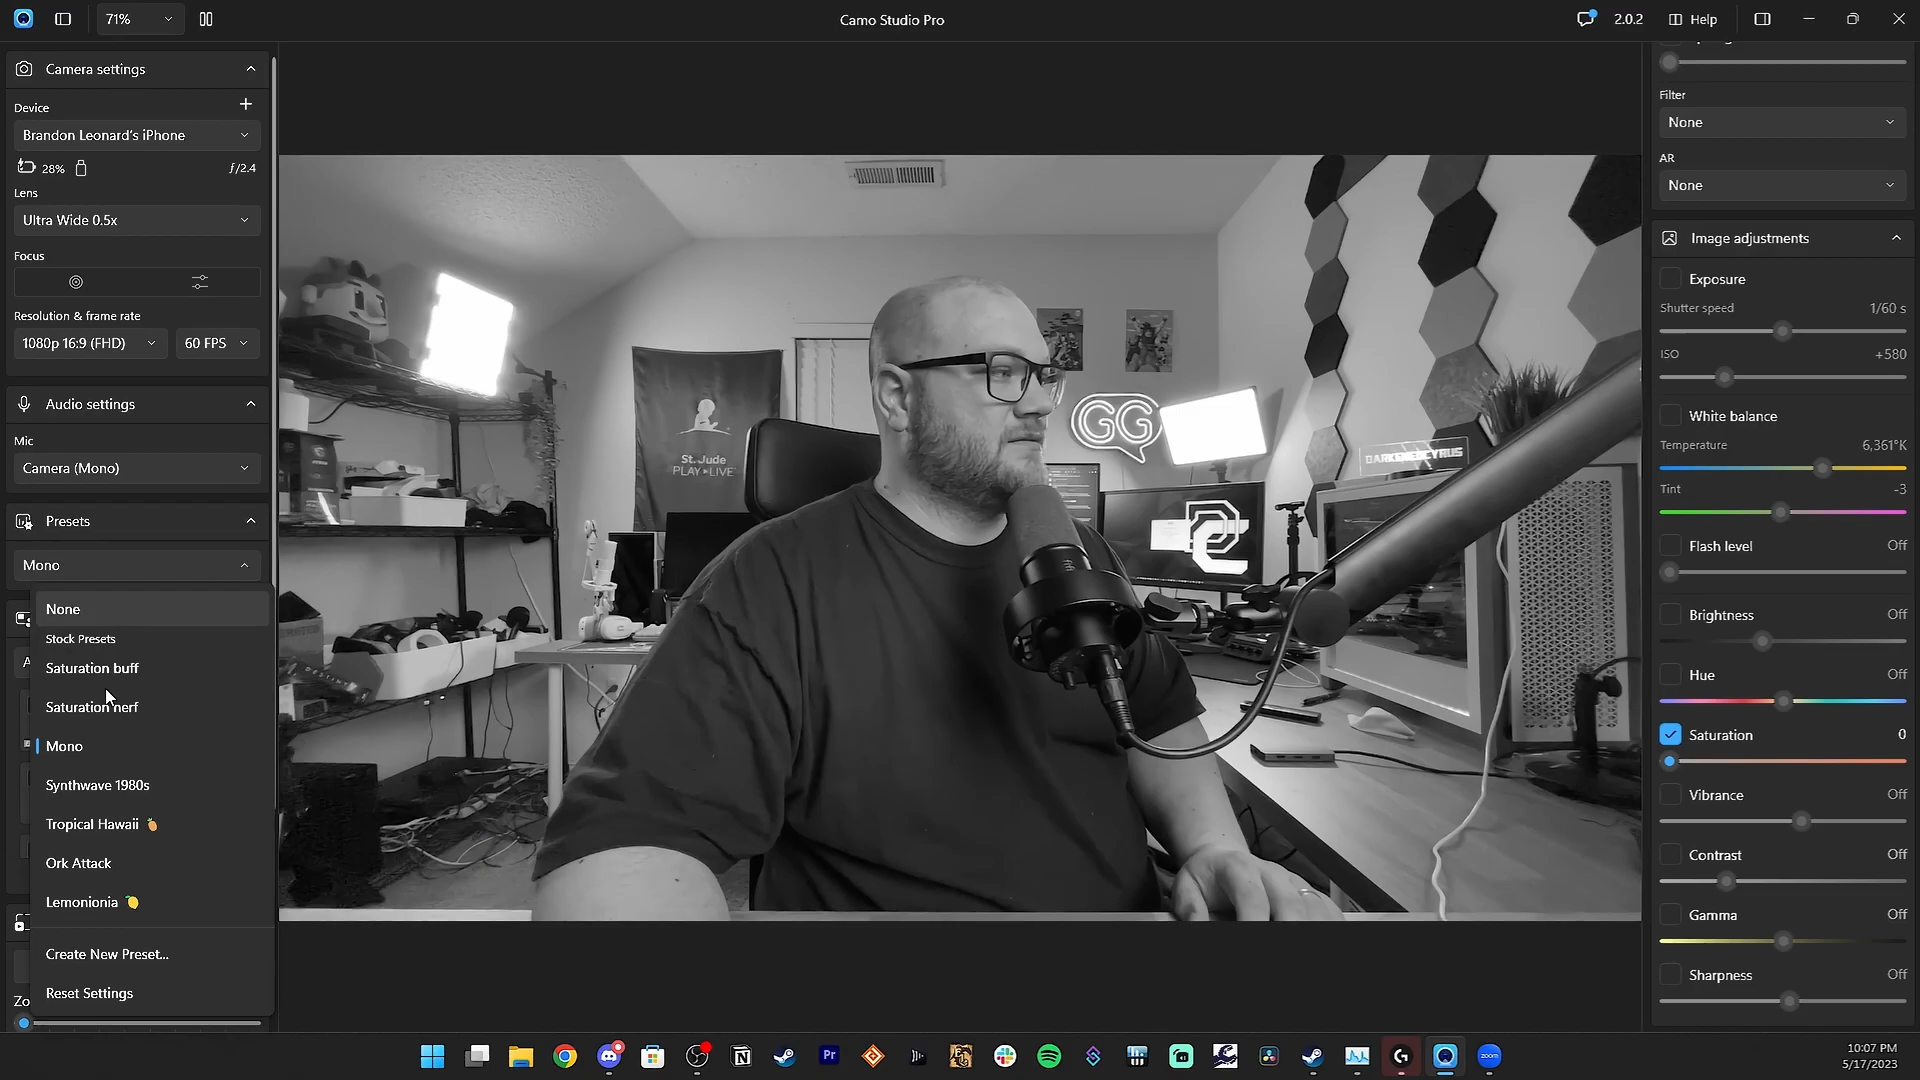 71%
Camo Studio Pro
2.0.2
Help
Camera settings
Device
Brandon Leonard's iPhone
28%
ƒ/2.4
Lens
Ultra Wide 0.5x
Focus
Resolution & frame rate
1080p 16:9 (FHD)
60 FPS
Audio settings
Mic
Camera (Mono)
Presets
Mono
None
Stock Presets
Saturation buff
Saturation nerf
Mono
Synthwave 1980s
Tropical Hawaii 🍍
Ork Attack
Lemonionia 🍋
Create New Preset...
Reset Settings
Zo
St. Jude
PLAY LIVE
GG
DARKENEDCYRUS
Filter
None
AR
None
Image adjustments
Exposure
Shutter speed 1/60 s
ISO +580
White balance
Temperature 6,361°K
Tint -3
Flash level Off
Brightness Off
Hue Off
Saturation 0
Vibrance Off
Contrast Off
Gamma Off
Sharpness Off
Pr
zoom
10:07 PM
5/17/2023